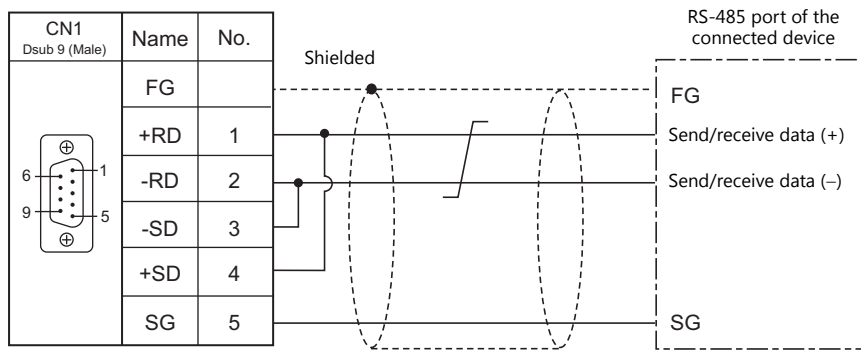 CN1
Dsub 9 (Male)
Name
No.
RS-485 port of the
connected device
Shielded
FG
FG
+RD
1
Send/receive data (+)
-RD
2
Send/receive data (−)
-SD
3
+SD
4
SG
5
SG
6
1
9
5